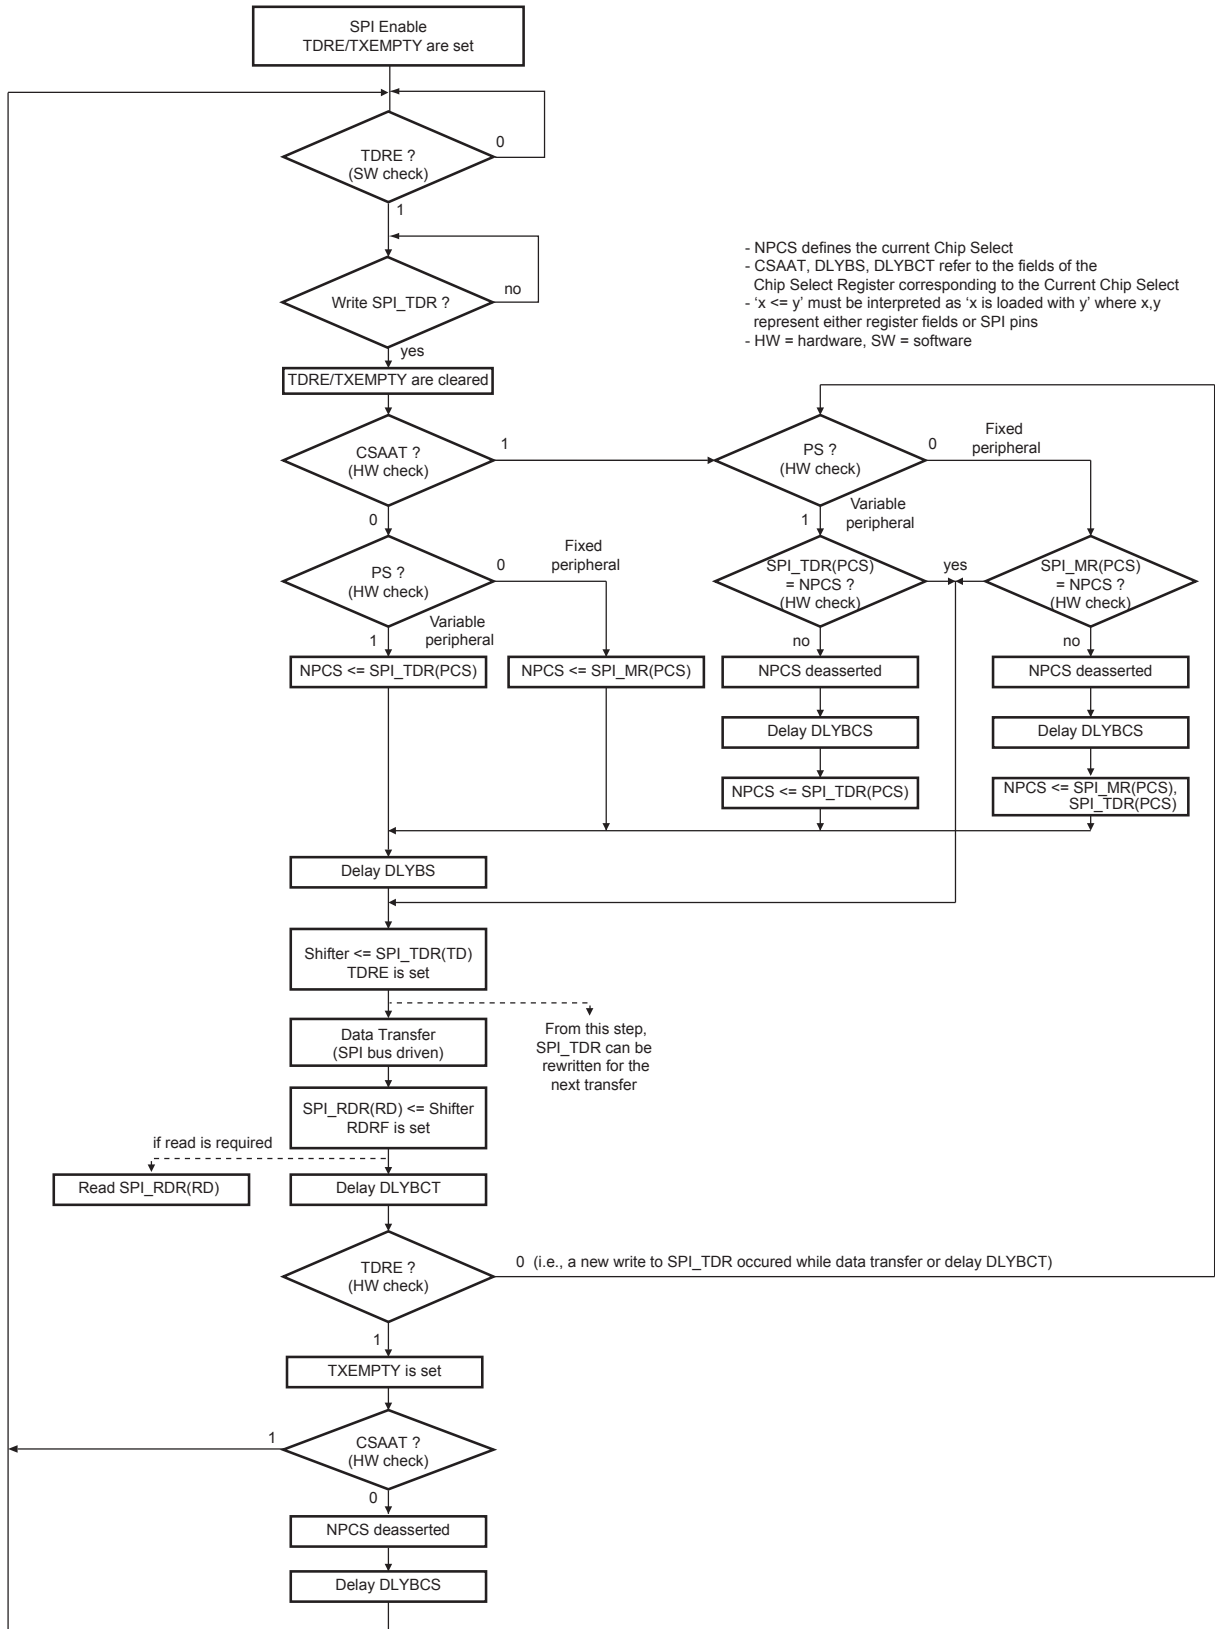 SPI Enable
TDRE/TXEMPTY are set
0
TDRE ?
(SW check)
1
- NPCS defines the current Chip Select
- CSAAT, DLYBS, DLYBCT refer to the fields of the
Chip Select Register corresponding to the Current Chip Select
- ‘x <= y’ must be interpreted as ‘x is loaded with y’ where x,y
represent either register fields or SPI pins
- HW = hardware, SW = software
Write SPI_TDR ?
no
yes
TDRE/TXEMPTY are cleared
CSAAT ?
(HW check)
1
PS ?
(HW check)
0
Fixed
peripheral
0
1
Variable
peripheral
PS ?
(HW check)
0
Fixed
peripheral
SPI_TDR(PCS)
= NPCS ?
(HW check)
yes
SPI_MR(PCS)
= NPCS ?
(HW check)
1
Variable
peripheral
no
no
NPCS <= SPI_TDR(PCS)
NPCS <= SPI_MR(PCS)
NPCS deasserted
NPCS deasserted
Delay DLYBCS
Delay DLYBCS
NPCS <= SPI_TDR(PCS)
NPCS <= SPI_MR(PCS),
SPI_TDR(PCS)
Delay DLYBS
Shifter <= SPI_TDR(TD)
TDRE is set
Data Transfer
(SPI bus driven)
From this step,
SPI_TDR can be
rewritten for the
next transfer
SPI_RDR(RD) <= Shifter
RDRF is set
if read is required
Read SPI_RDR(RD)
Delay DLYBCT
TDRE ?
(HW check)
0 (i.e., a new write to SPI_TDR occured while data transfer or delay DLYBCT)
1
TXEMPTY is set
CSAAT ?
(HW check)
1
0
NPCS deasserted
Delay DLYBCS